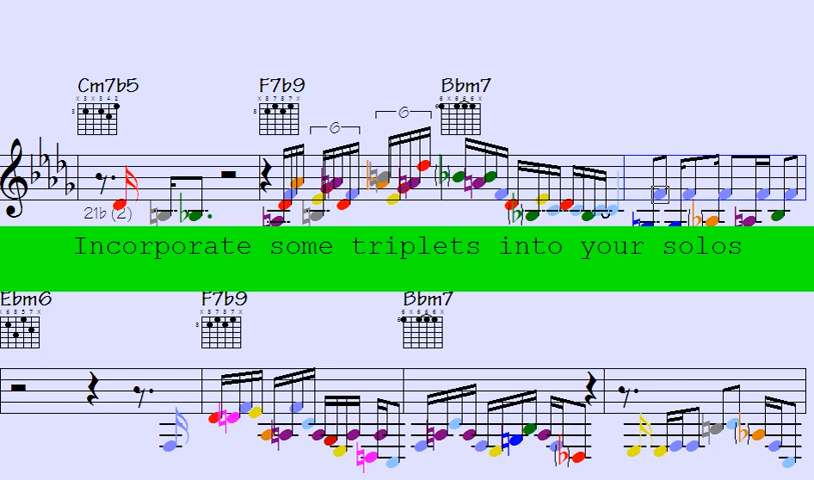 Cm7b5 F7b9 Bbm7
6 6
21b (2)
Incorporate some triplets into your solos
Ebm6 F7b9 Bbm7